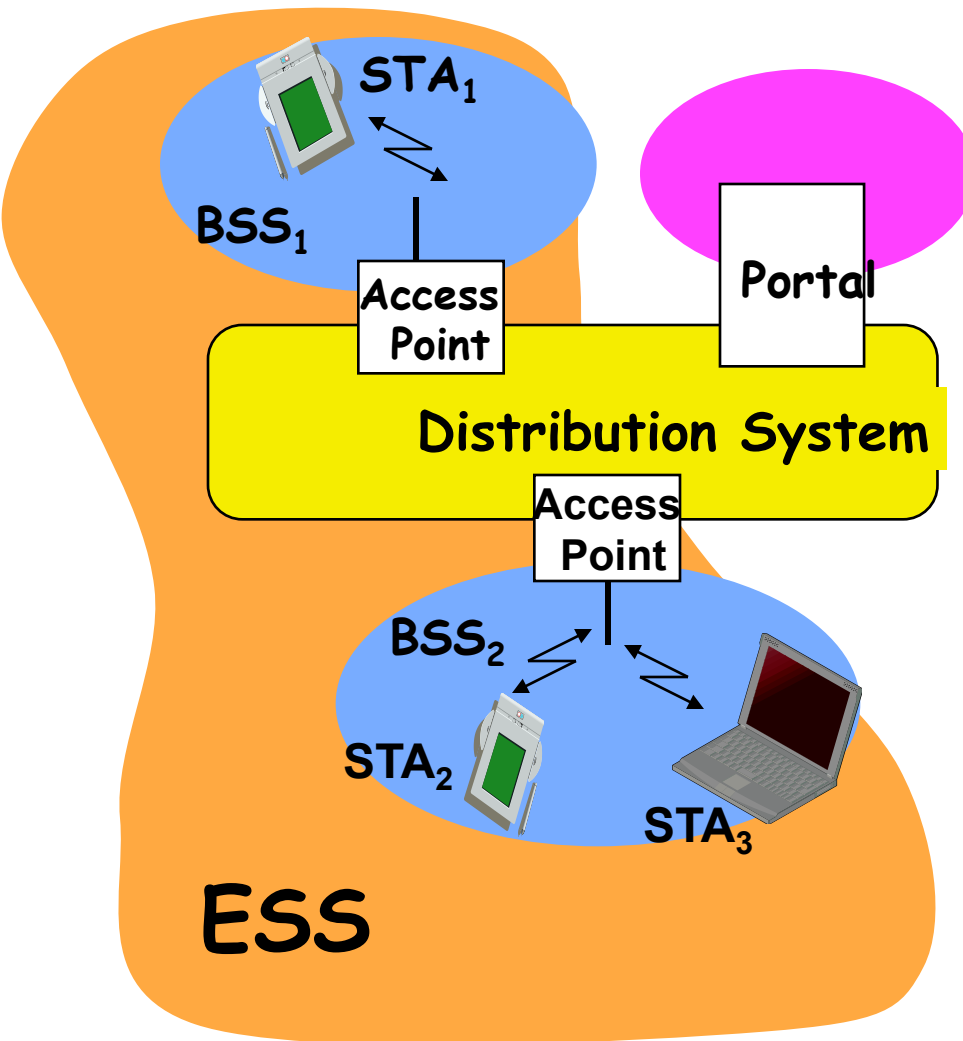 STA₁
BSS₁
Access
Point
Portal
Distribution System
Access
Point
BSS₂
STA₂
STA₃
ESS